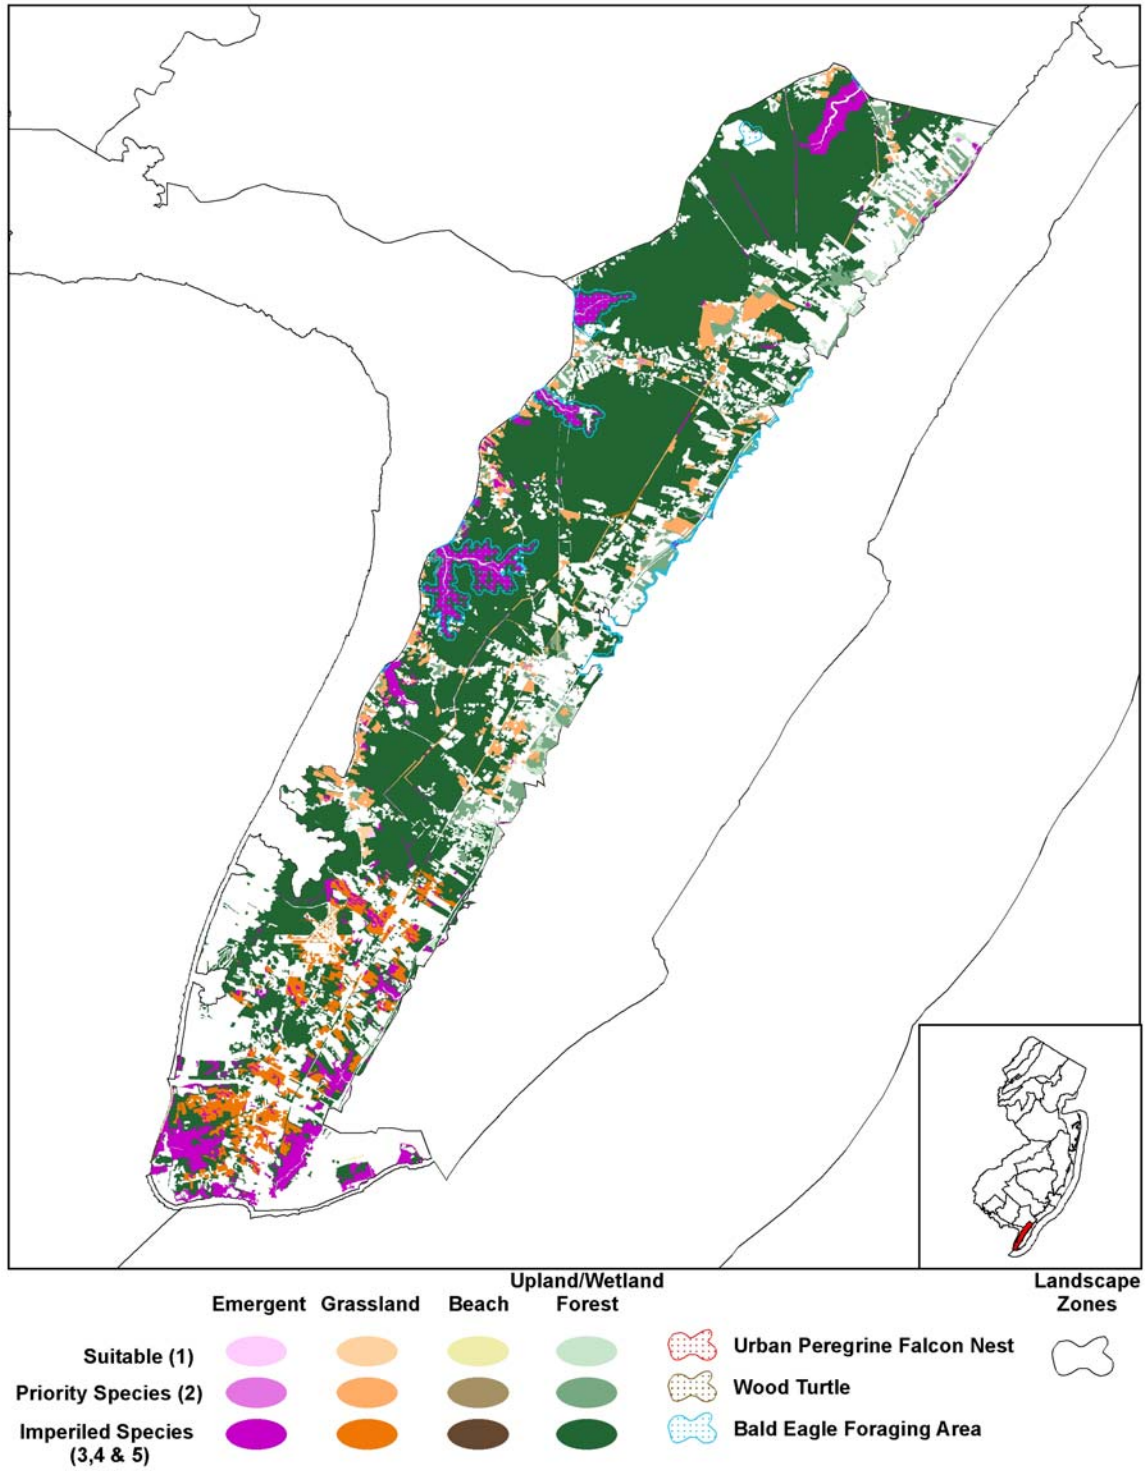 Upland/Wetland
Landscape
Emergent Grassland Beach Forest
Zones
Suitable (1)
Urban Peregrine Falcon Nest
Priority Species (2)
Wood Turtle
Imperiled Species
(3,4 & 5)
Bald Eagle Foraging Area